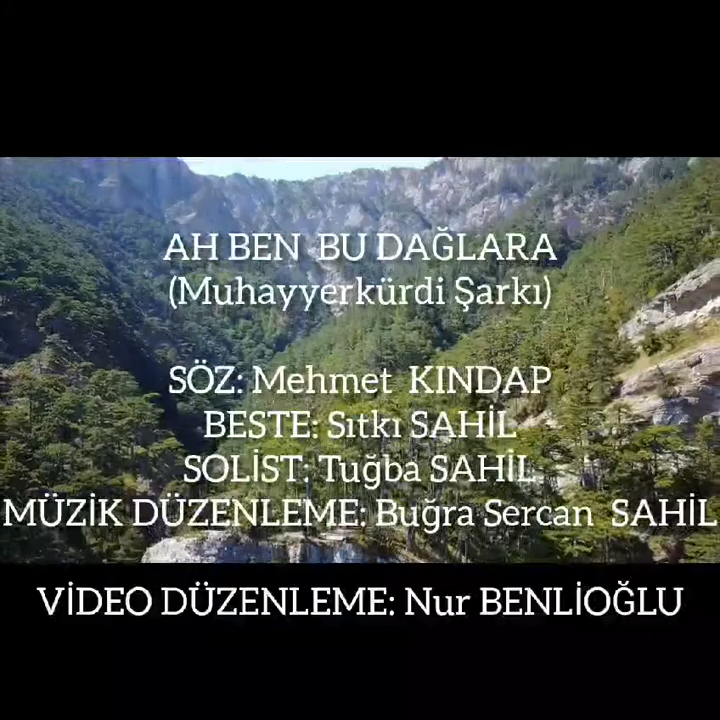 AH BEN BU DAĞLARA
(Muhayyerkürdi Şarkı)
SÖZ: Mehmet KINDAP
BESTE: Sıtkı SAHİL
SOLİST: Tuğba SAHİL
MÜZİK DÜZENLEME: Buğra Sercan SAHİL
VİDEO DÜZENLEME: Nur BENLİOĞLU